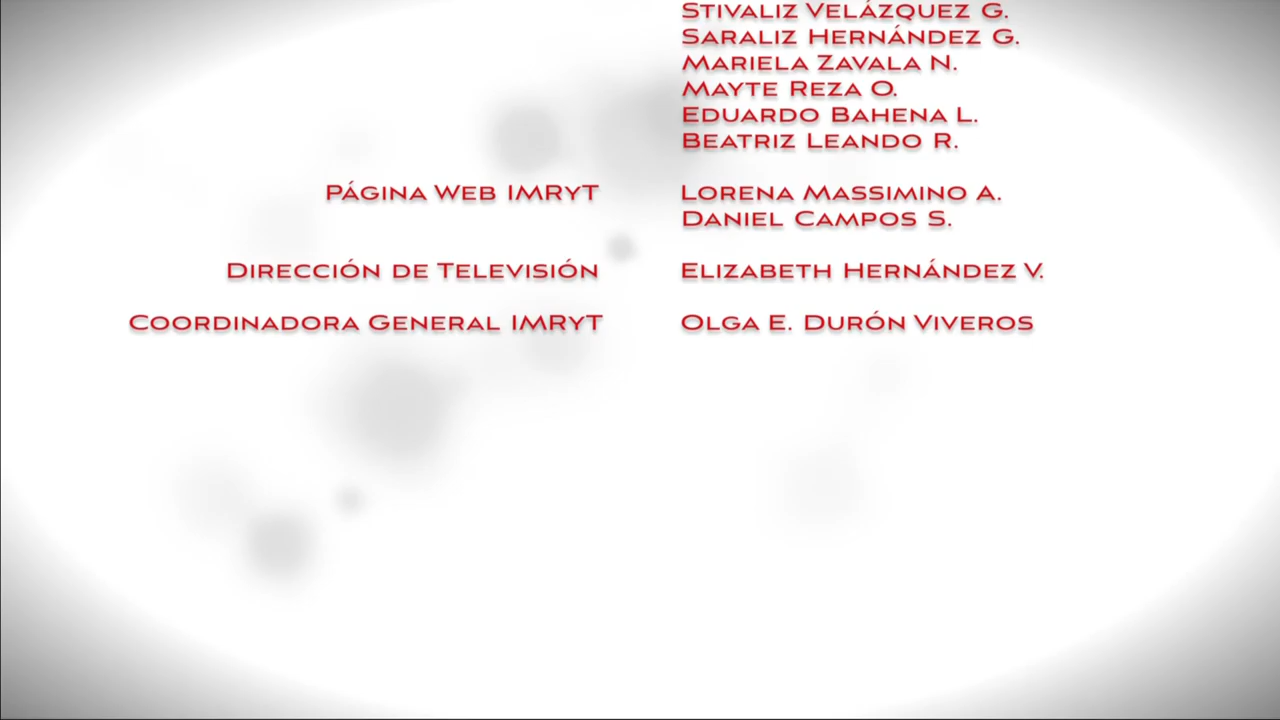 Stivaliz Velázquez G.
Saraliz Hernández G.
Mariela Zavala N.
Mayte Reza O.
Eduardo Bahena L.
Beatriz Leando R.
Página Web IMRyT Lorena Massimino A.
Daniel Campos S.
Dirección de Televisión Elizabeth Hernández V.
Coordinadora General IMRyT Olga E. Durón Viveros